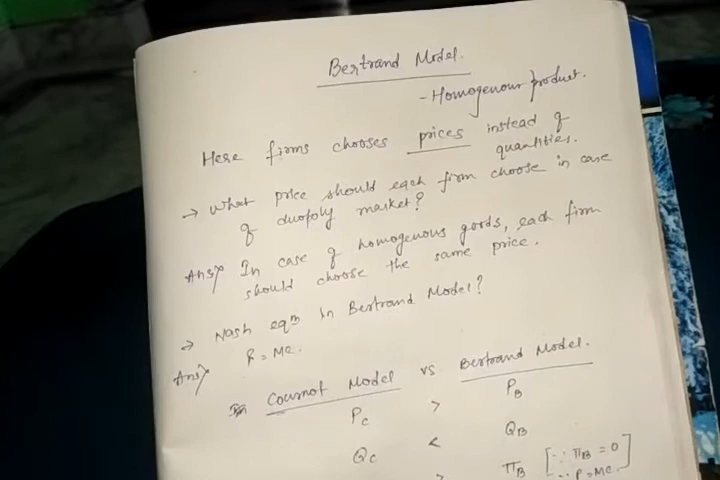 Bertrand Model.
- Homogenous product.
Here firms chooses prices instead of quantities.
→ What price should each firm choose in case
of duopoly market?
Ans> In case of homogenous goods, each firm
should choose the same price.
→ Nash eqm in Bertrand Model?
Ans> P = MC.
Cournot Model vs Bertrand Model.
Pc > PB
Qc < QB
> πB [∵ πB = 0
∵ P = MC.]